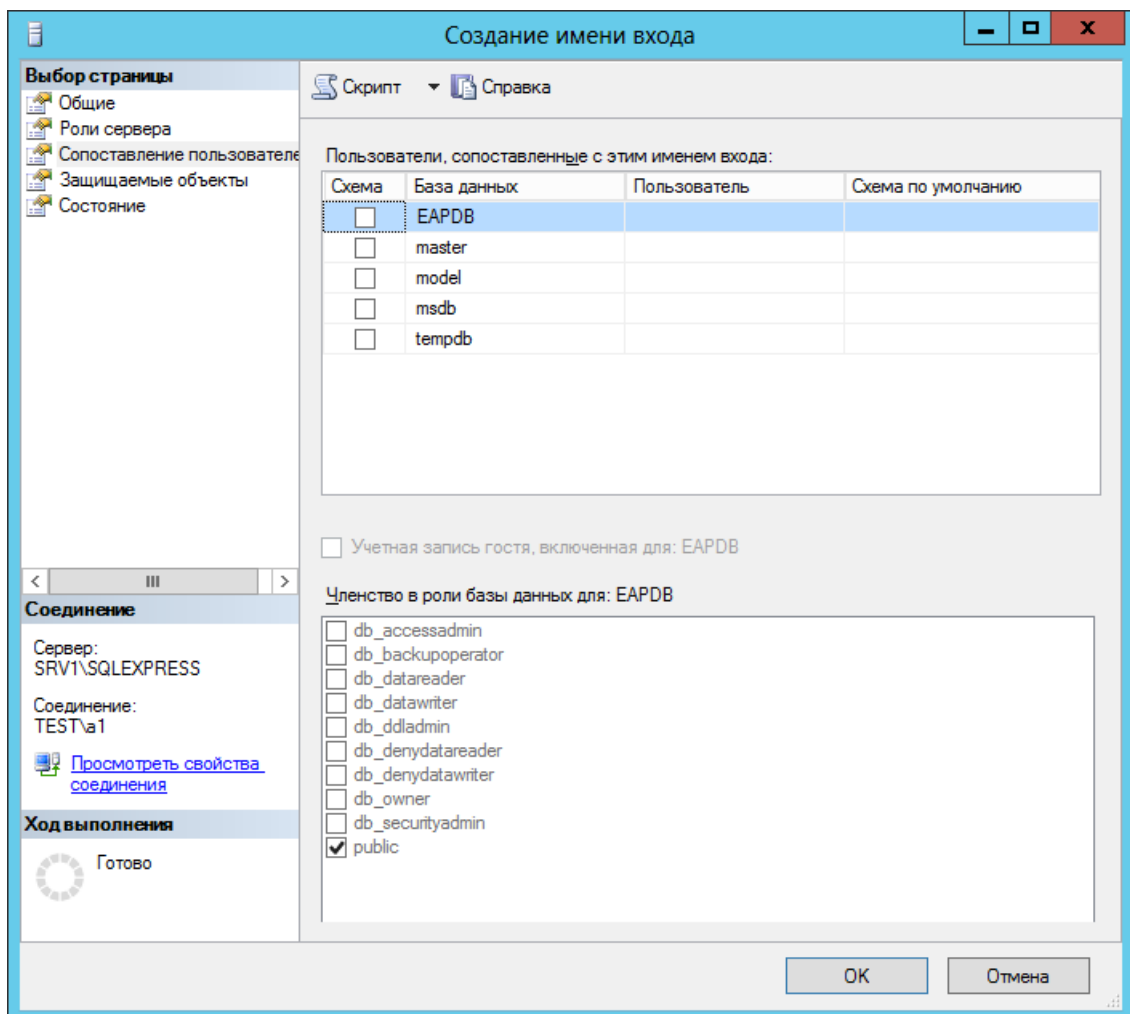 Создание имени входа
Выбор страницы
Общие
Роли сервера
Сопоставление пользователе
Защищаемые объекты
Состояние
Скрипт
Справка
Пользователи, сопоставленные с этим именем входа:
Схема База данных Пользователь Схема по умолчанию
EAPDB
master
model
msdb
tempdb
Учетная запись гостя, включенная для: EAPDB
Членство в роли базы данных для: EAPDB
db_accessadmin
db_backupoperator
db_datareader
db_datawriter
db_ddladmin
db_denydatareader
db_denydatawriter
db_owner
db_securityadmin
public
Соединение
Сервер:
SRV1\SQLEXPRESS
Соединение:
TEST\a1
Просмотреть свойства
соединения
Ход выполнения
Готово
OK Отмена